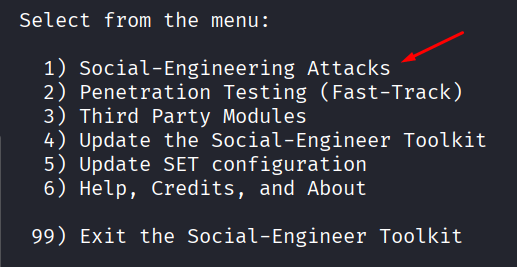 Select from the menu:
1) Social-Engineering Attacks
2) Penetration Testing (Fast-Track)
3) Third Party Modules
4) Update the Social-Engineer Toolkit
5) Update SET configuration
6) Help, Credits, and About
99) Exit the Social-Engineer Toolkit